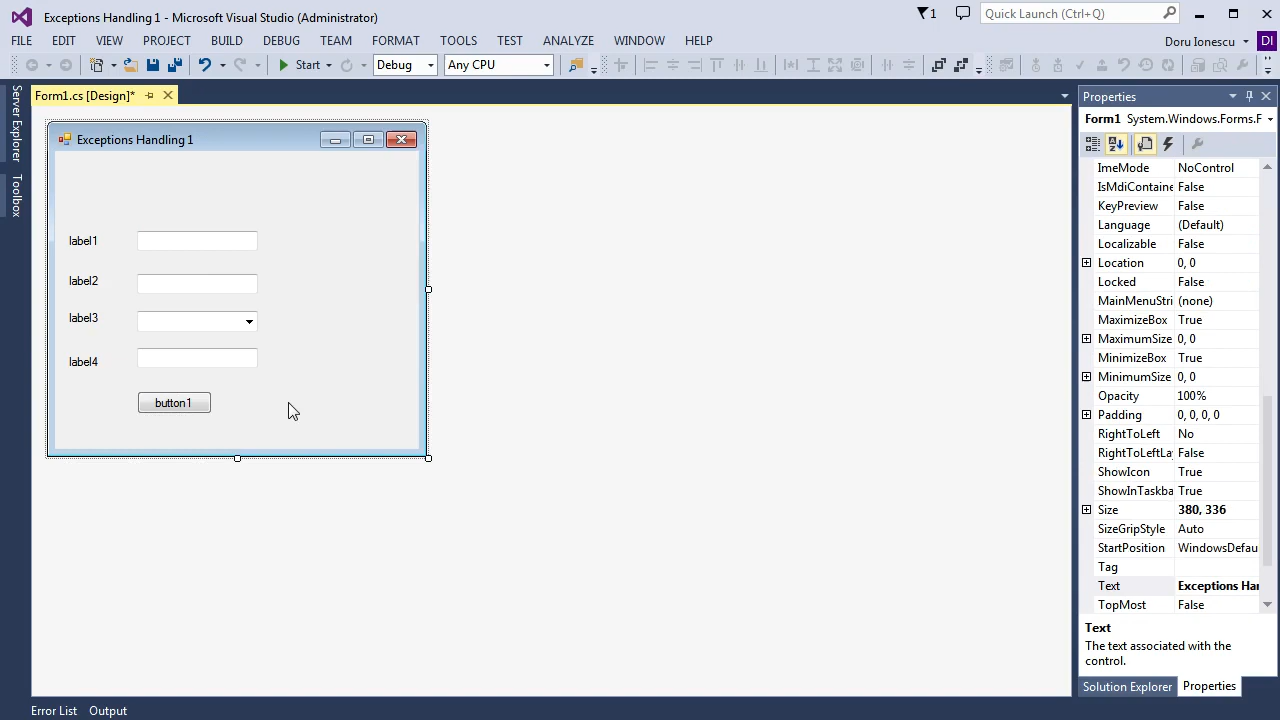 Exceptions Handling 1 - Microsoft Visual Studio (Administrator)
1
Quick Launch (Ctrl+Q)
FILE EDIT VIEW PROJECT BUILD DEBUG TEAM FORMAT TOOLS TEST ANALYZE WINDOW HELP
Doru Ionescu
DI
Start
Debug
Any CPU
Server Explorer
Toolbox
Form1.cs [Design]*
Exceptions Handling 1
label1
label2
label3
label4
button1
Properties
Form1 System.Windows.Forms.F
ImeMode NoControl
IsMdiContaine False
KeyPreview False
Language (Default)
Localizable False
Location 0, 0
Locked False
MainMenuStri (none)
MaximizeBox True
MaximumSize 0, 0
MinimizeBox True
MinimumSize 0, 0
Opacity 100%
Padding 0, 0, 0, 0
RightToLeft No
RightToLeftLay False
ShowIcon True
ShowInTaskba True
Size 380, 336
SizeGripStyle Auto
StartPosition WindowsDefau
Tag
Text Exceptions Han
TopMost False
Text
The text associated with the
control.
Solution Explorer Properties
Error List Output